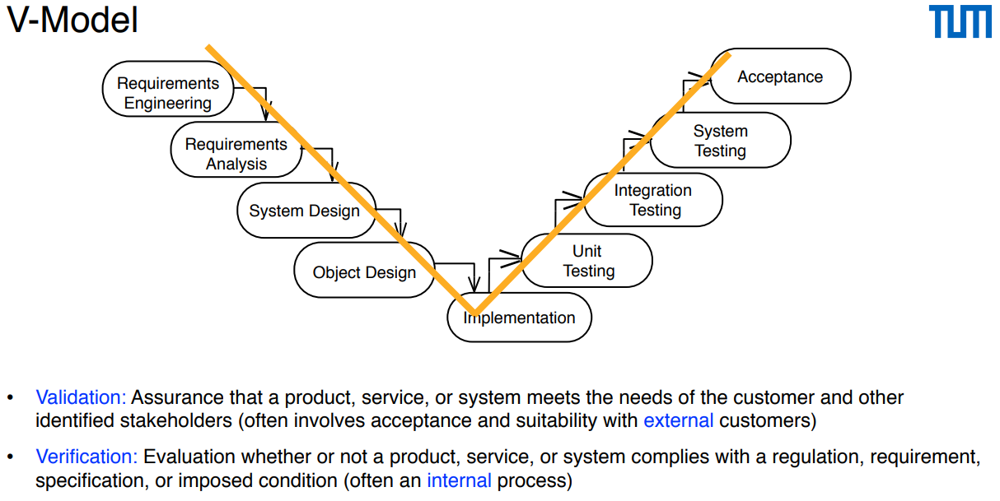 V-Model
TUM
Requirements
Engineering
Requirements
Analysis
System Design
Object Design
Implementation
Unit
Testing
Integration
Testing
System
Testing
Acceptance
• Validation: Assurance that a product, service, or system meets the needs of the customer and other
identified stakeholders (often involves acceptance and suitability with external customers)
• Verification: Evaluation whether or not a product, service, or system complies with a regulation, requirement,
specification, or imposed condition (often an internal process)